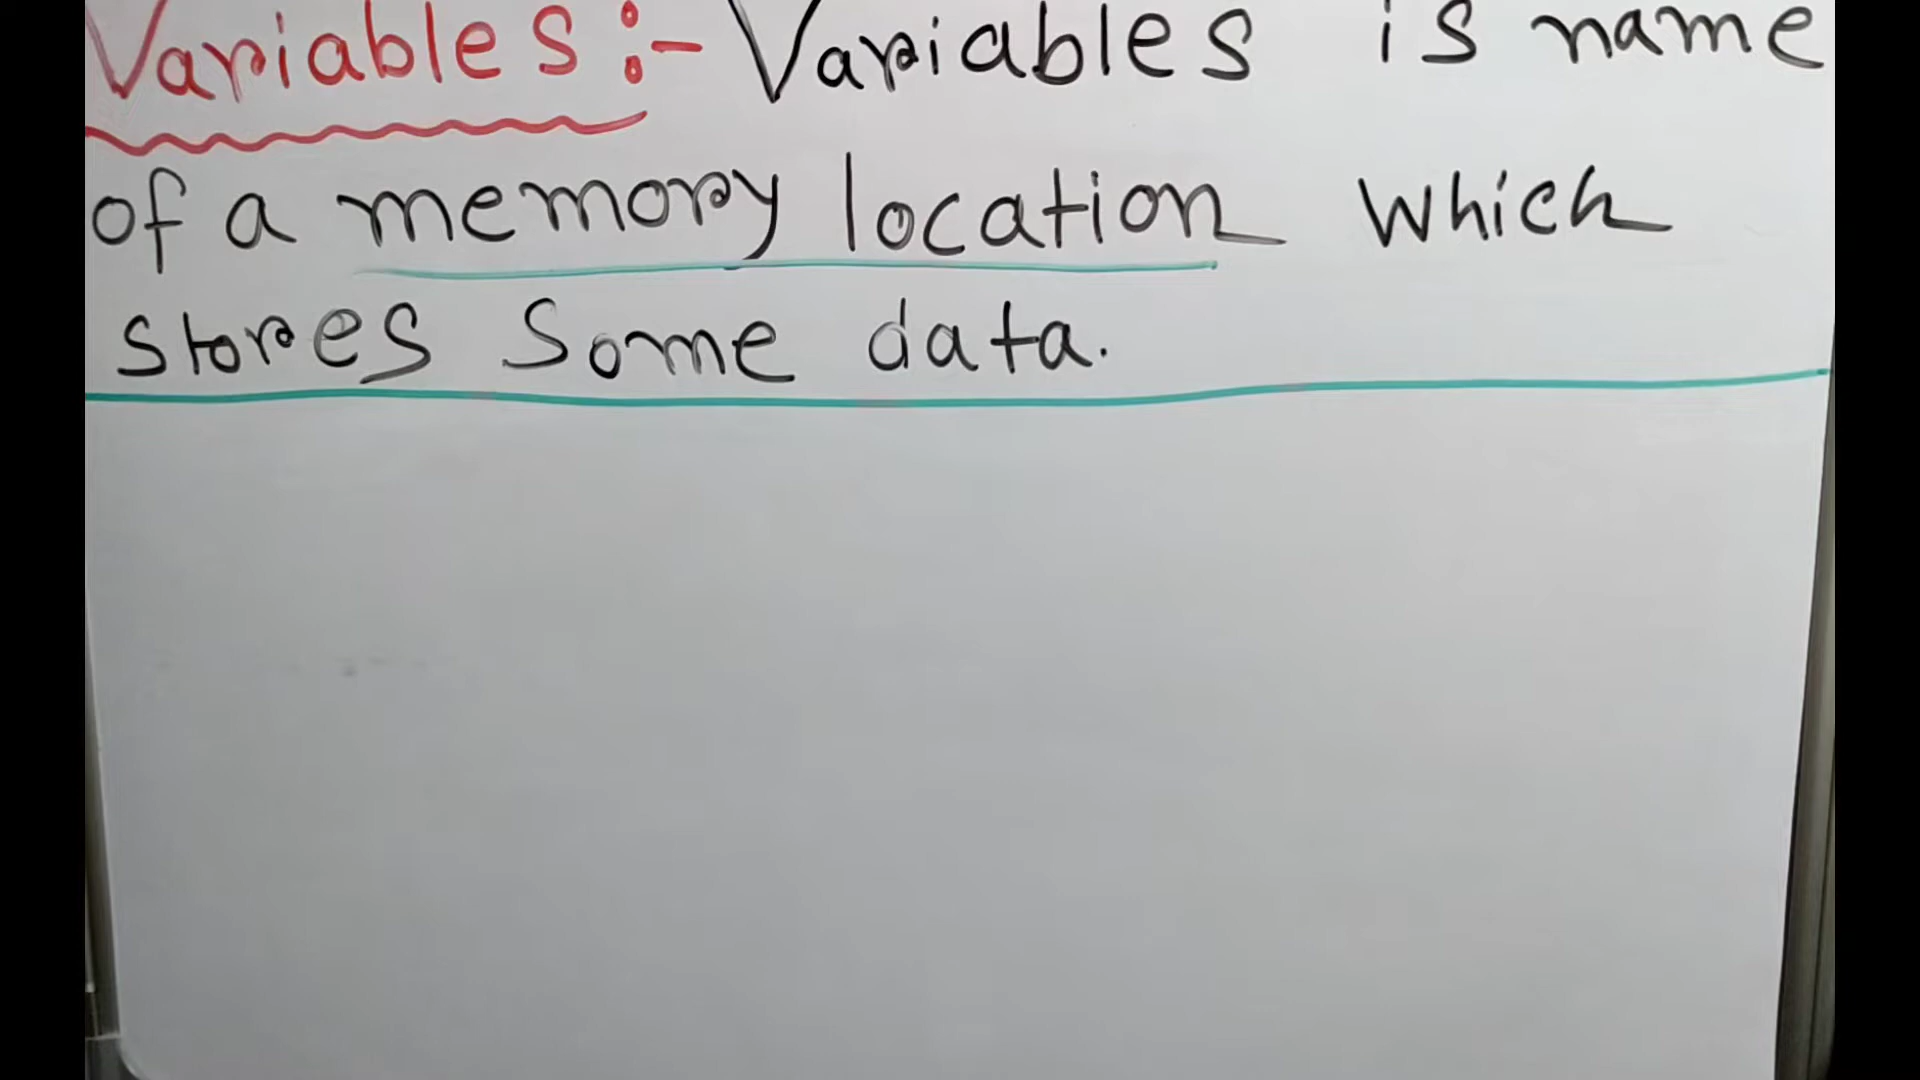 Variables :- Variables is name
of a memory location which
stores some data.